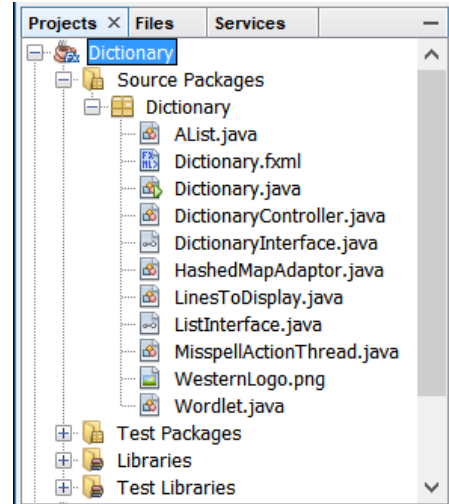 Projects × Files Services
Dictionary
Source Packages
Dictionary
AList.java
Dictionary.fxml
Dictionary.java
DictionaryController.java
DictionaryInterface.java
HashedMapAdaptor.java
LinesToDisplay.java
ListInterface.java
MisspellActionThread.java
WesternLogo.png
Wordlet.java
Test Packages
Libraries
Test Libraries